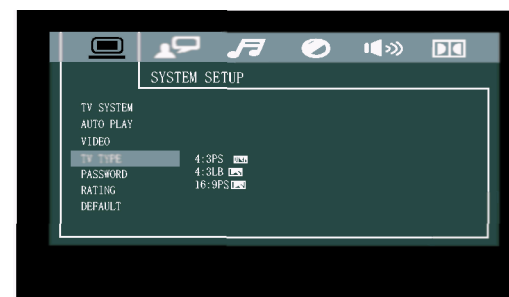 SYSTEM SETUP
TV SYSTEM
AUTO PLAY
VIDEO
TV TYPE
4:3PS
PASSWORD
4:3LB
RATING
16:9PS
DEFAULT